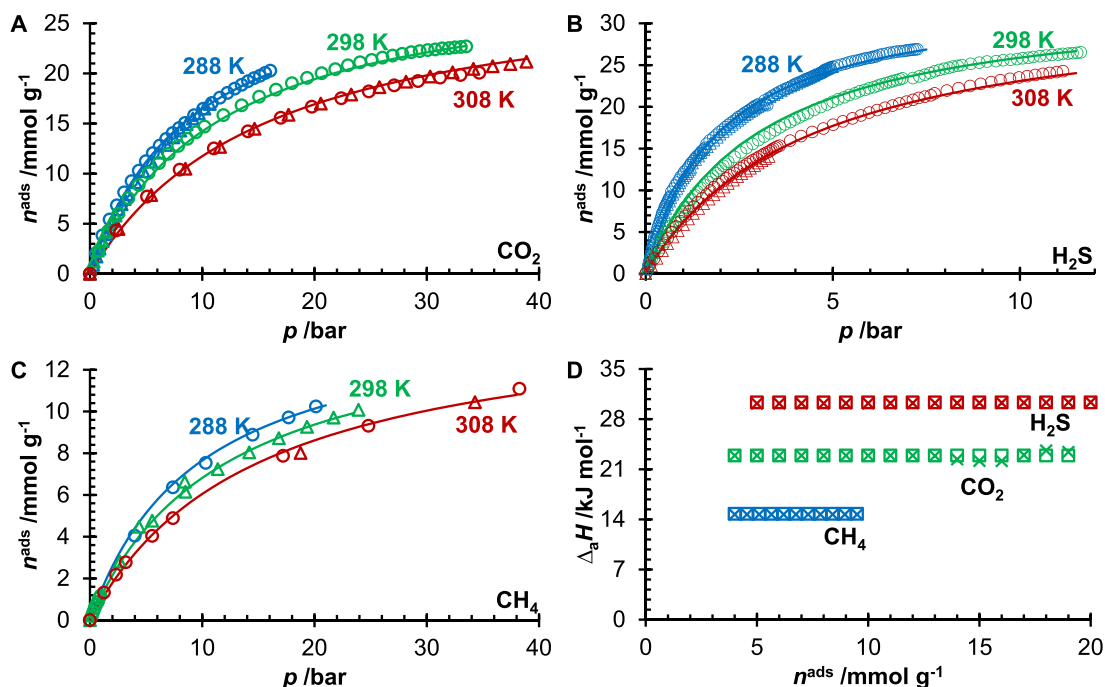 A
25
20
15
10
5
0
0 10 20 30 40
n^ads /mmol g^-1
p /bar
288 K
298 K
308 K
CO₂
B
30
25
20
15
10
5
0
0 5 10
n^ads /mmol g^-1
p /bar
288 K
298 K
308 K
H₂S
C
12
10
8
6
4
2
0
0 10 20 30 40
n^ads /mmol g^-1
p /bar
288 K
298 K
308 K
CH₄
D
35
28
21
14
7
0
0 5 10 15 20
ΔₐH /kJ mol^-1
n^ads /mmol g^-1
H₂S
CO₂
CH₄